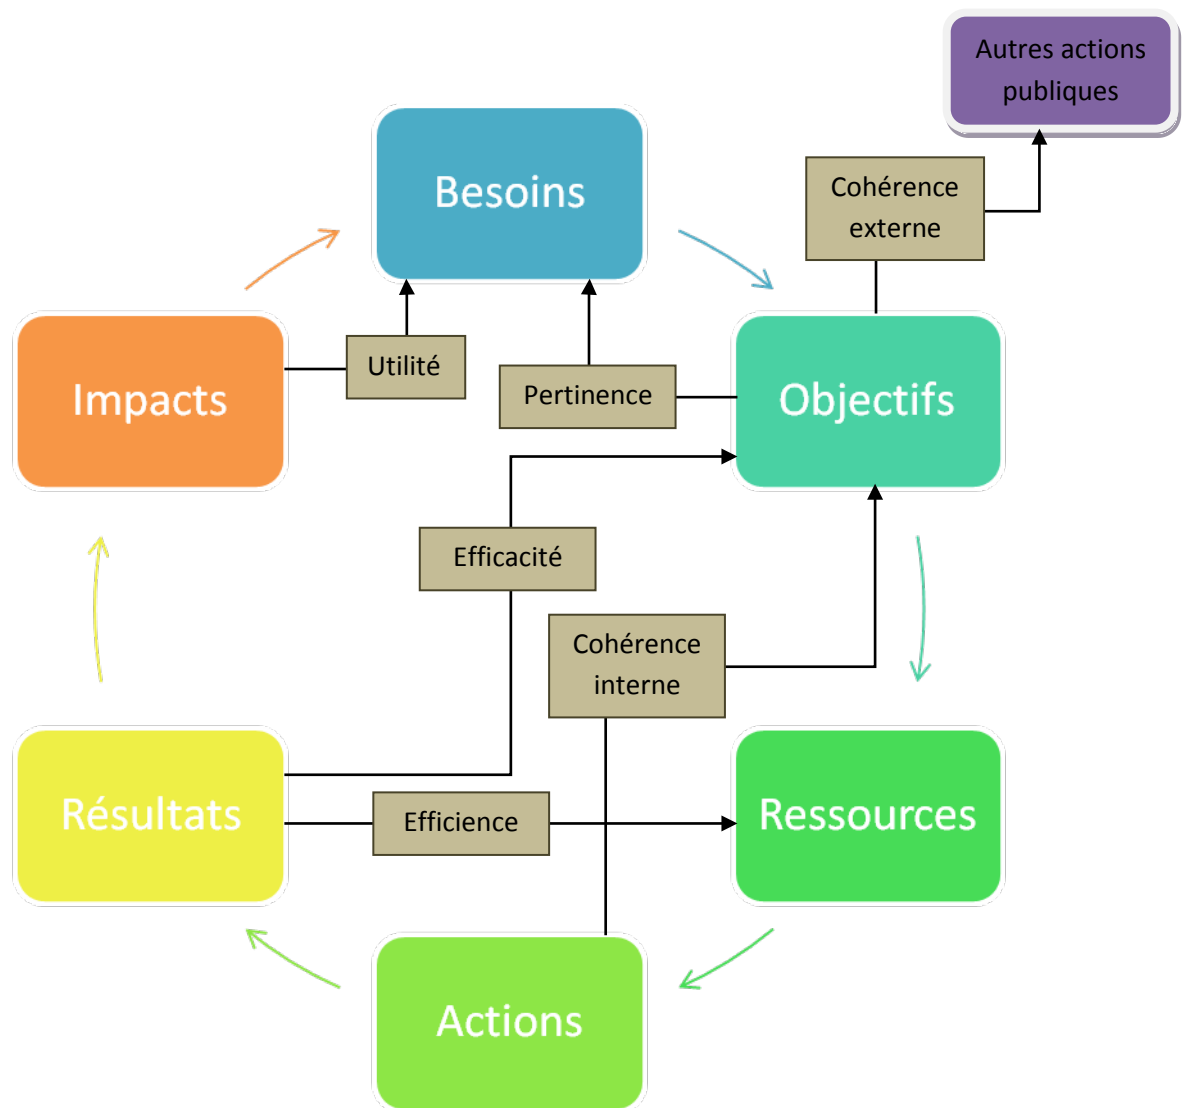 Autres actions
publiques
Besoins
Cohérence
externe
Impacts
Utilité
Pertinence
Objectifs
Efficacité
Cohérence
interne
Résultats
Efficience
Ressources
Actions